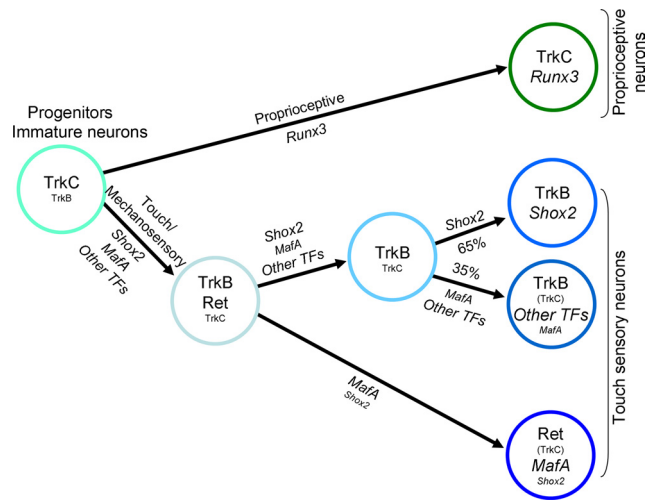 Progenitors
Immature neurons
TrkC
TrkB
Proprioceptive
Runx3
TrkC
Runx3
Proprioceptive
neurons
Touch/
Mechanosensory
Shox2
MafA
Other TFs
TrkB
Ret
TrkC
Shox2
MafA
Other TFs
TrkB
TrkC
Shox2
65%
TrkB
Shox2
35%
MafA
Other TFs
TrkB
(TrkC)
Other TFs
MafA
MafA
Shox2
Ret
(TrkC)
MafA
Shox2
Touch sensory neurons